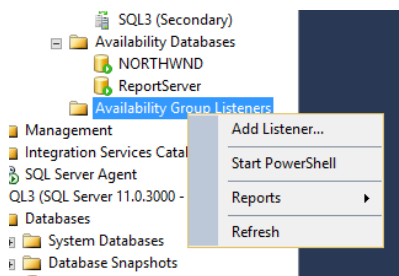 SQL3 (Secondary)
Availability Databases
NORTHWND
ReportServer
Availability Group Listeners
Management
Add Listener...
Integration Services Catal
Start PowerShell
SQL Server Agent
QL3 (SQL Server 11.0.3000 -
Reports
Databases
System Databases
Refresh
Database Snapshots